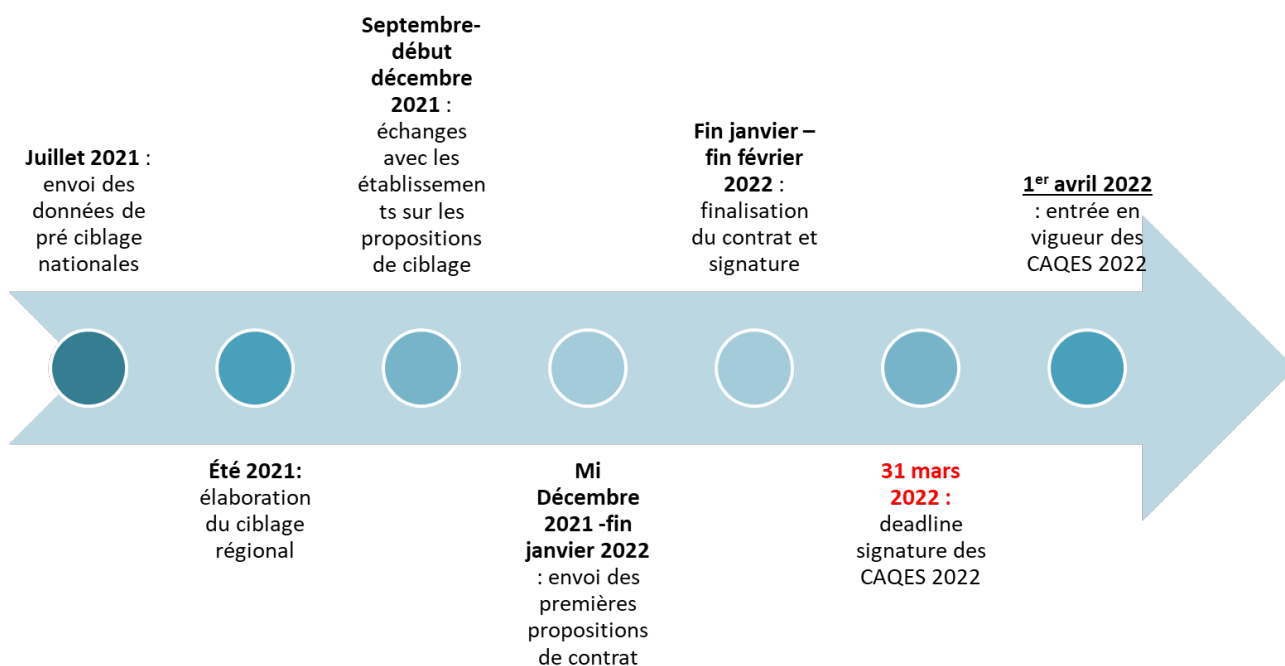 Juillet 2021 :
envoi des
données de
pré ciblage
nationales
Été 2021:
élaboration
du ciblage
régional
Septembre-
début
décembre
2021 :
échanges
avec les
établissemen
ts sur les
propositions
de ciblage
Mi
Décembre
2021 -fin
janvier 2022
: envoi des
premières
propositions
de contrat
Fin janvier –
fin février
2022 :
finalisation
du contrat et
signature
31 mars
2022 :
deadline
signature des
CAQES 2022
1er avril 2022
: entrée en
vigueur des
CAQES 2022